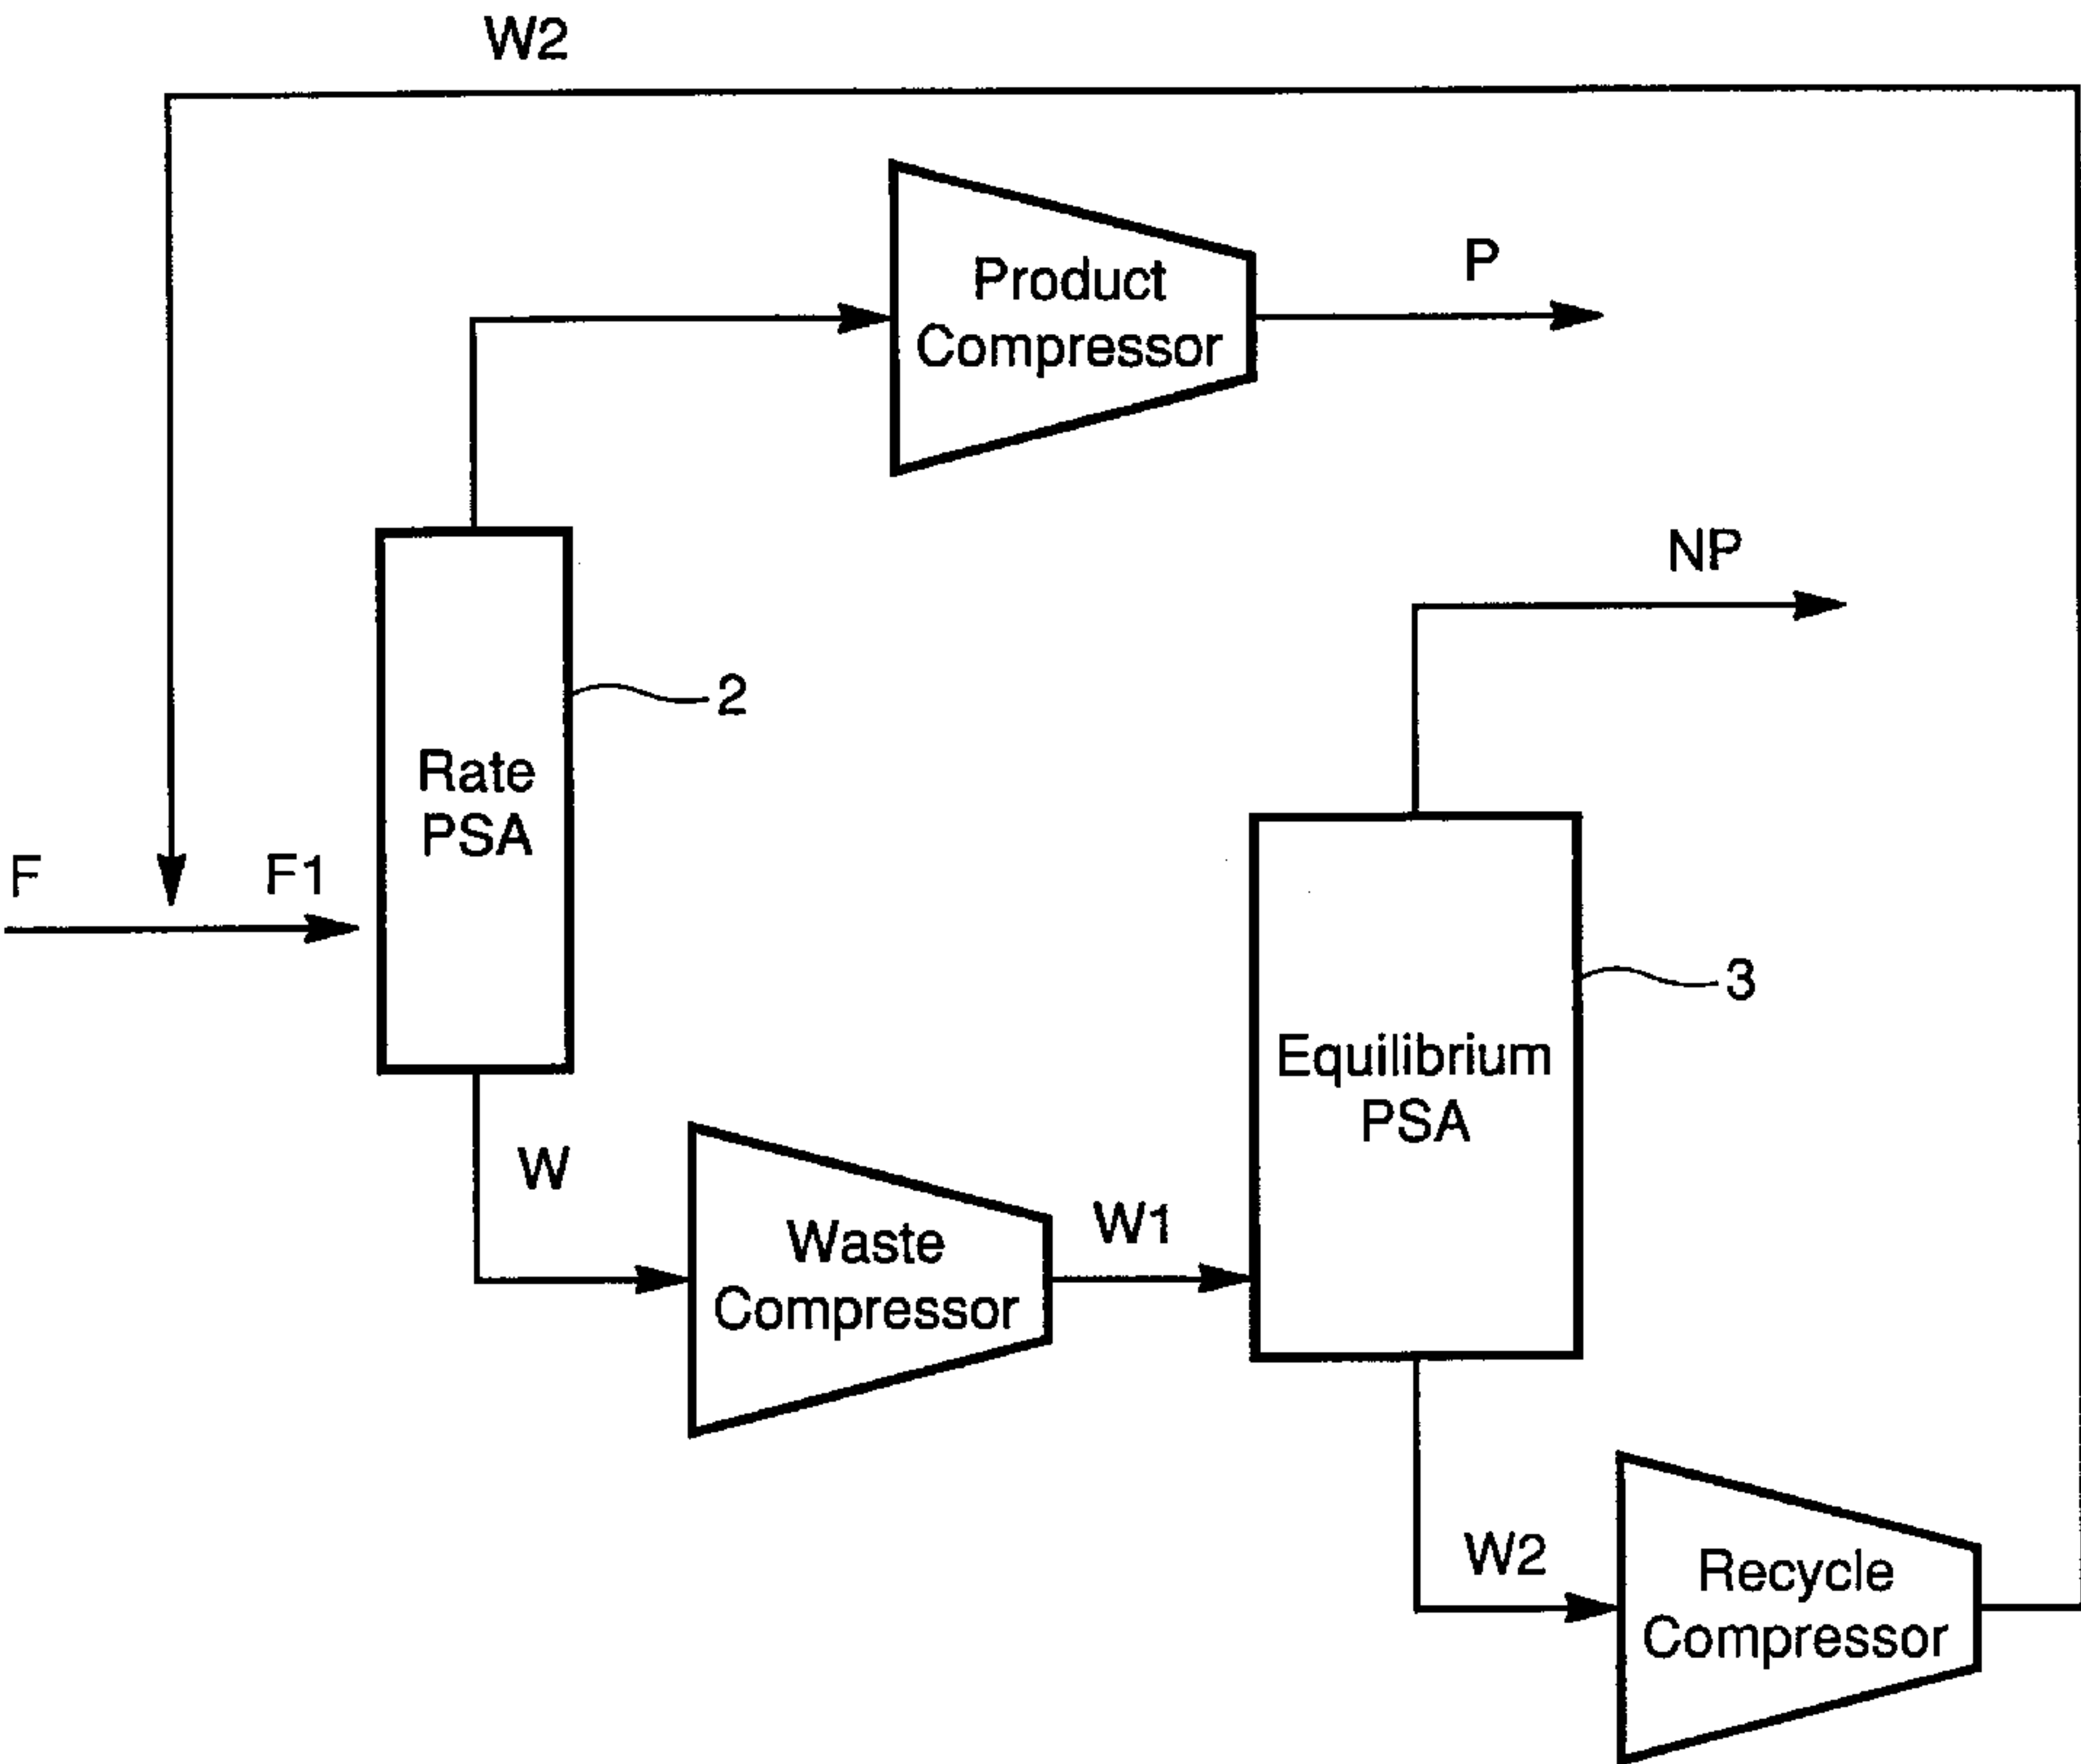 W2
Product
Compressor
P
NP
2
Rate
PSA
F
F1
3
Equilibrium
PSA
W
Waste
Compressor
W1
W2
Recycle
Compressor